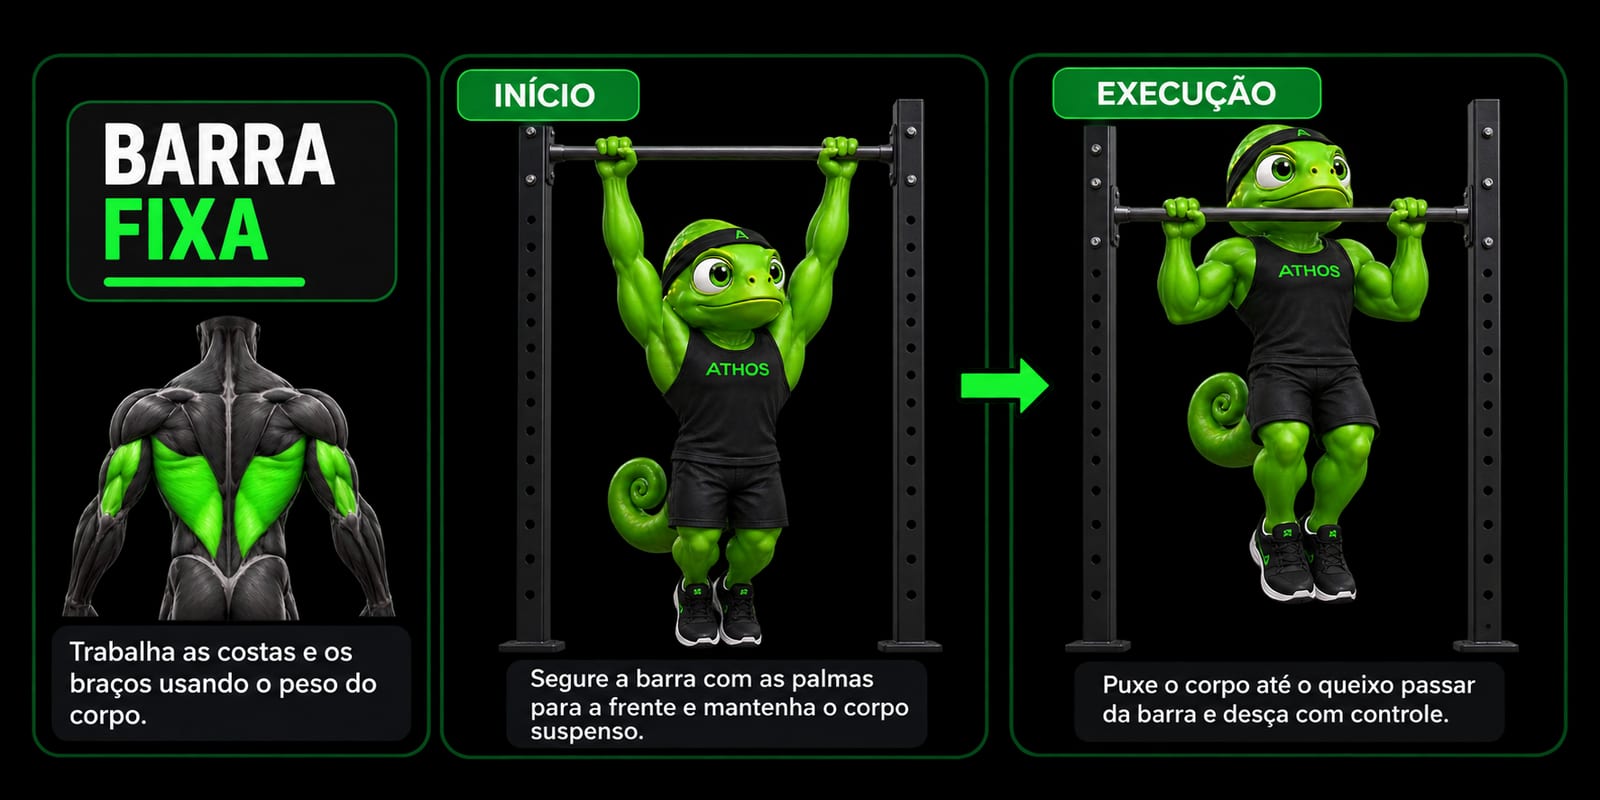 BARRA
FIXA
Trabalha as costas e os
braços usando o peso do
corpo.
INÍCIO
A
ATHOS
Segure a barra com as palmas
para a frente e mantenha o corpo
suspenso.
EXECUÇÃO
A
ATHOS
Puxe o corpo até o queixo passar
da barra e desça com controle.